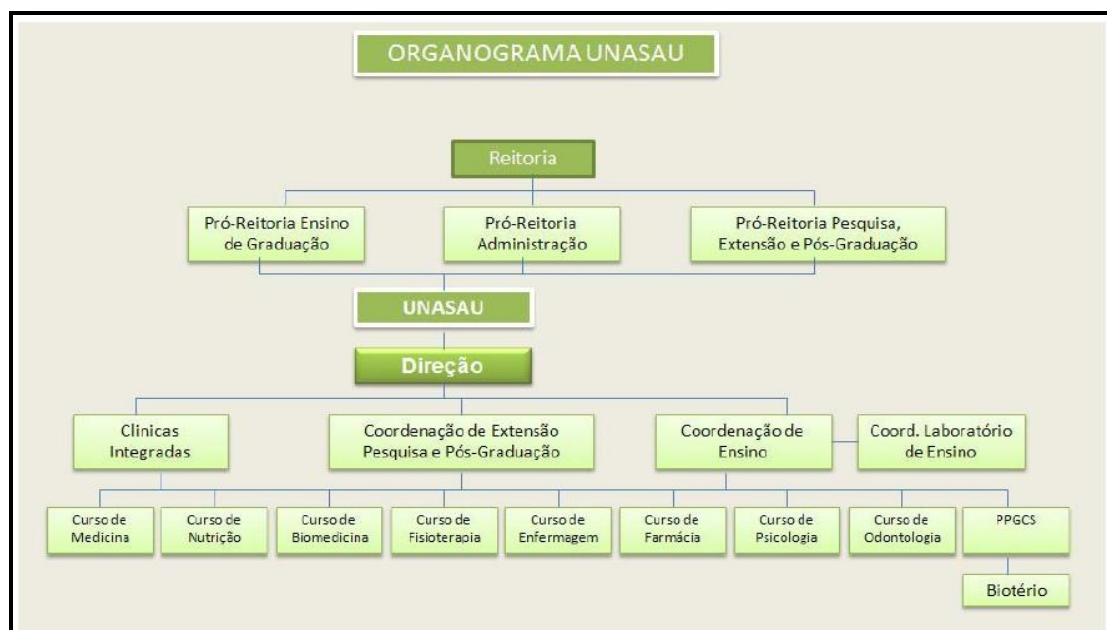 ORGANOGRAMA UNASAU
Reitoria
Pró-Reitoria Ensino
de Graduação
Pró-Reitoria
Administração
Pró-Reitoria Pesquisa,
Extensão e Pós-Graduação
UNASAU
Direção
Clinicas
Integradas
Coordenação de Extensão
Pesquisa e Pós-Graduação
Coordenação de
Ensino
Coord. Laboratório
de Ensino
Curso de
Medicina
Curso de
Nutrição
Curso de
Biomedicina
Curso de
Fisioterapia
Curso de
Enfermagem
Curso de
Farmácia
Curso de
Psicologia
Curso de
Odontologia
PPGCS
Biotério